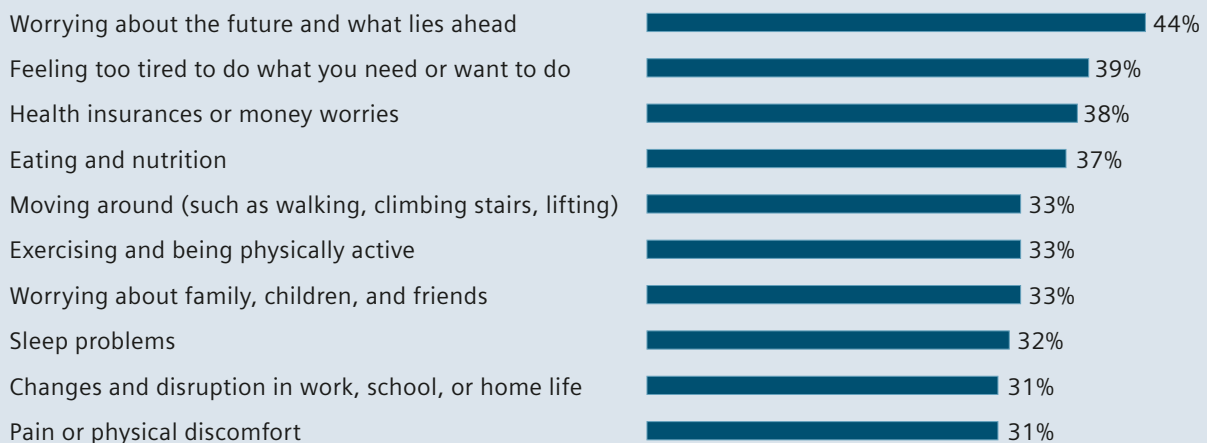 Worrying about the future and what lies ahead 44%
Feeling too tired to do what you need or want to do 39%
Health insurances or money worries 38%
Eating and nutrition 37%
Moving around (such as walking, climbing stairs, lifting) 33%
Exercising and being physically active 33%
Worrying about family, children, and friends 33%
Sleep problems 32%
Changes and disruption in work, school, or home life 31%
Pain or physical discomfort 31%